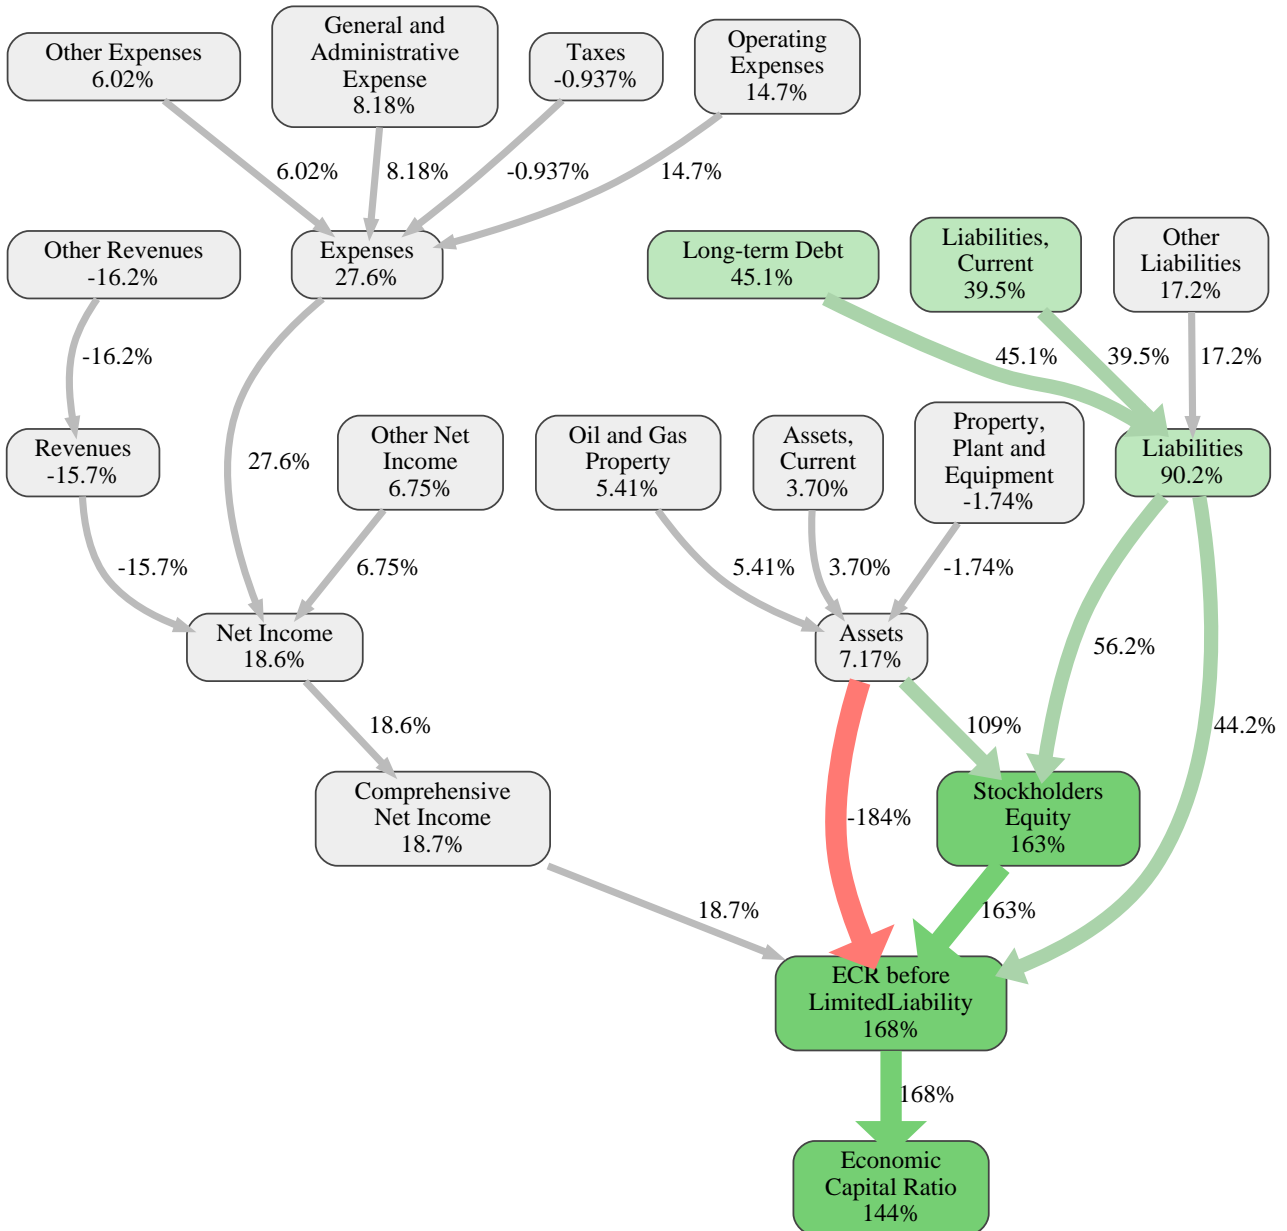 Other Expenses
6.02%
General and
Administrative
Expense
8.18%
Taxes
-0.937%
Operating
Expenses
14.7%
6.02%
8.18%
-0.937%
14.7%
Other Revenues
-16.2%
Expenses
27.6%
Long-term Debt
45.1%
Liabilities,
Current
39.5%
Other
Liabilities
17.2%
-16.2%
45.1%
39.5%
17.2%
Revenues
-15.7%
27.6%
Other Net
Income
6.75%
Oil and Gas
Property
5.41%
Assets,
Current
3.70%
Property,
Plant and
Equipment
-1.74%
Liabilities
90.2%
-15.7%
6.75%
5.41%
3.70%
-1.74%
Net Income
18.6%
Assets
7.17%
56.2%
44.2%
18.6%
109%
Comprehensive
Net Income
18.7%
-184%
Stockholders
Equity
163%
18.7%
163%
ECR before
LimitedLiability
168%
168%
Economic
Capital Ratio
144%